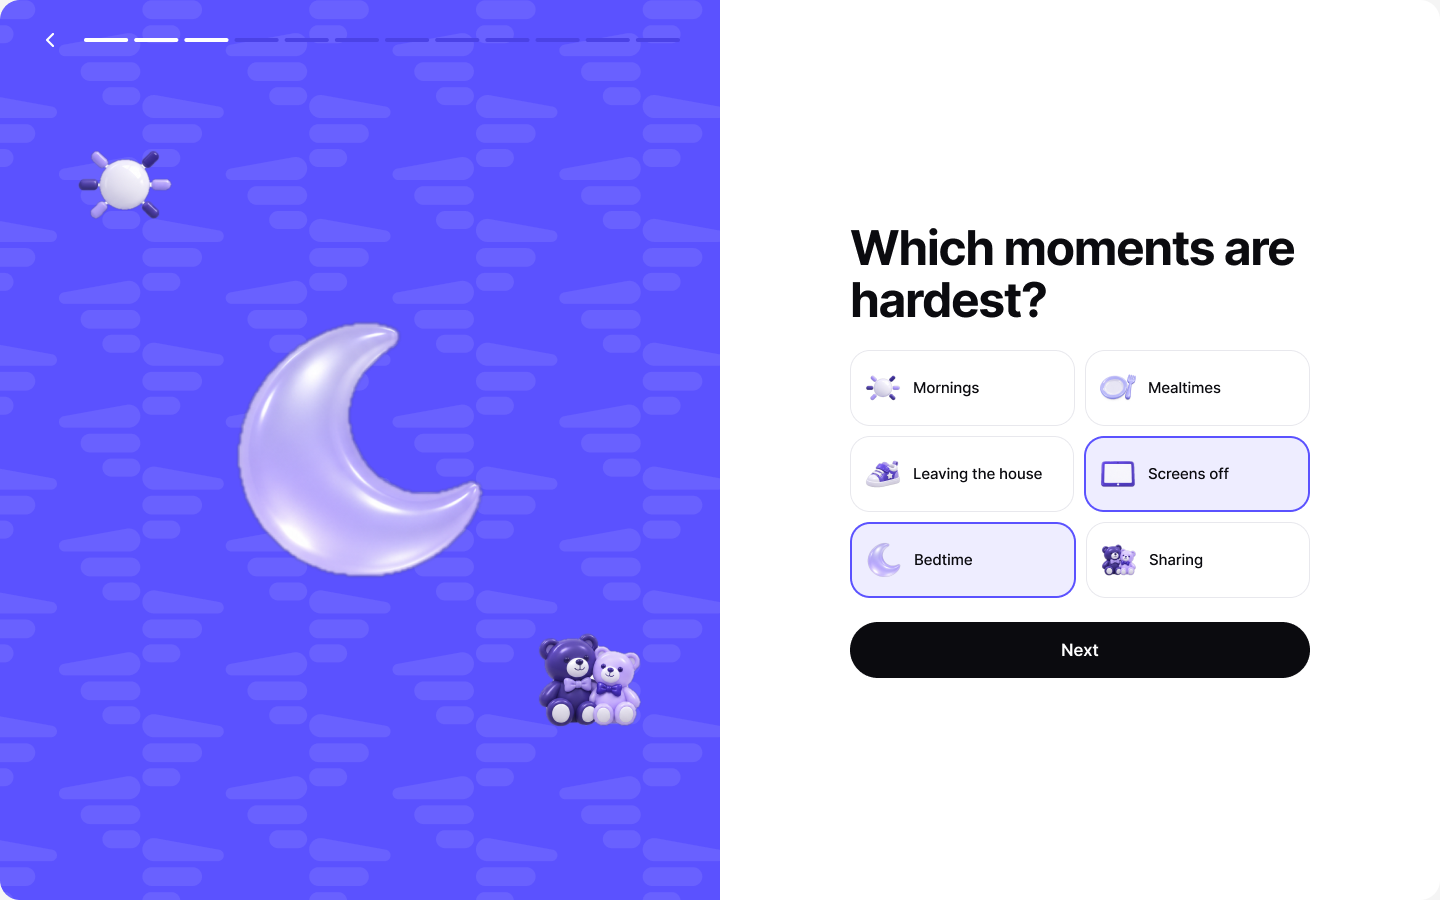 Which moments are
hardest?
Mornings
Mealtimes
Leaving the house
Screens off
Bedtime
Sharing
Next